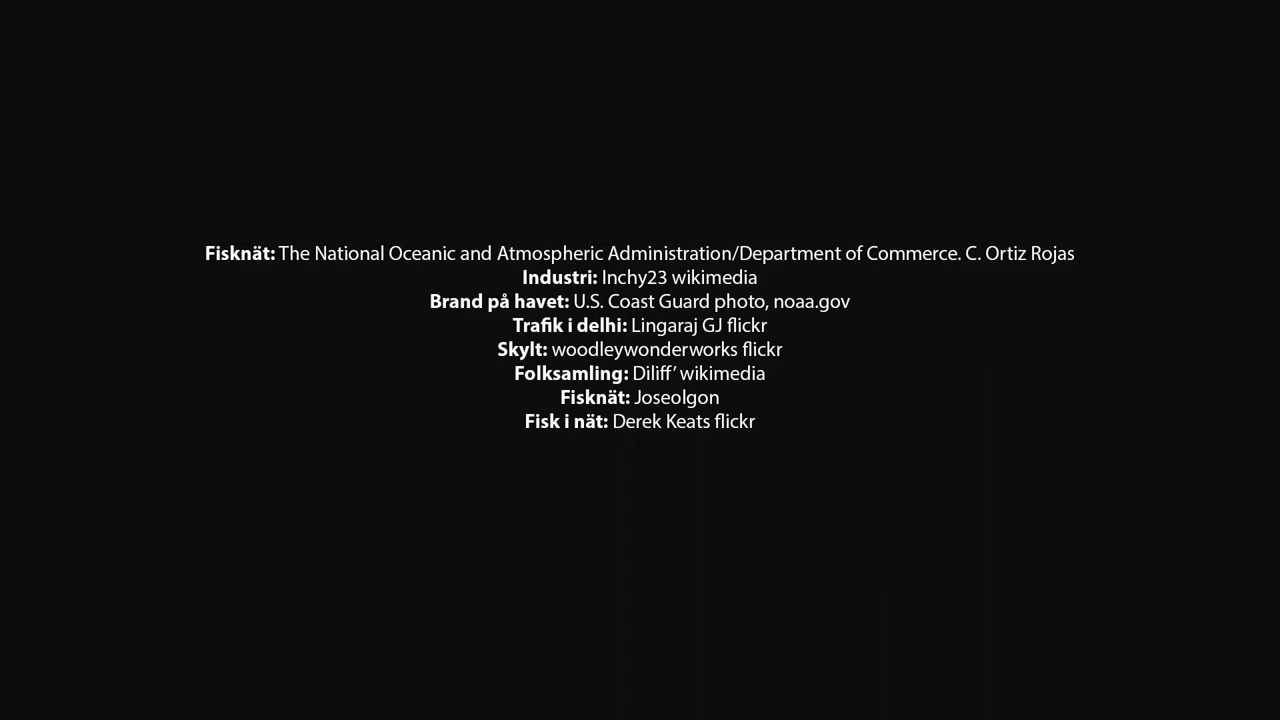 Fisknät: The National Oceanic and Atmospheric Administration/Department of Commerce. C. Ortiz Rojas
Industri: Inchy23 wikimedia
Brand på havet: U.S. Coast Guard photo, noaa.gov
Trafik i delhi: Lingaraj GJ flickr
Skylt: woodleywonderworks flickr
Folksamling: Diliff’ wikimedia
Fisknät: Joseolgon
Fisk i nät: Derek Keats flickr